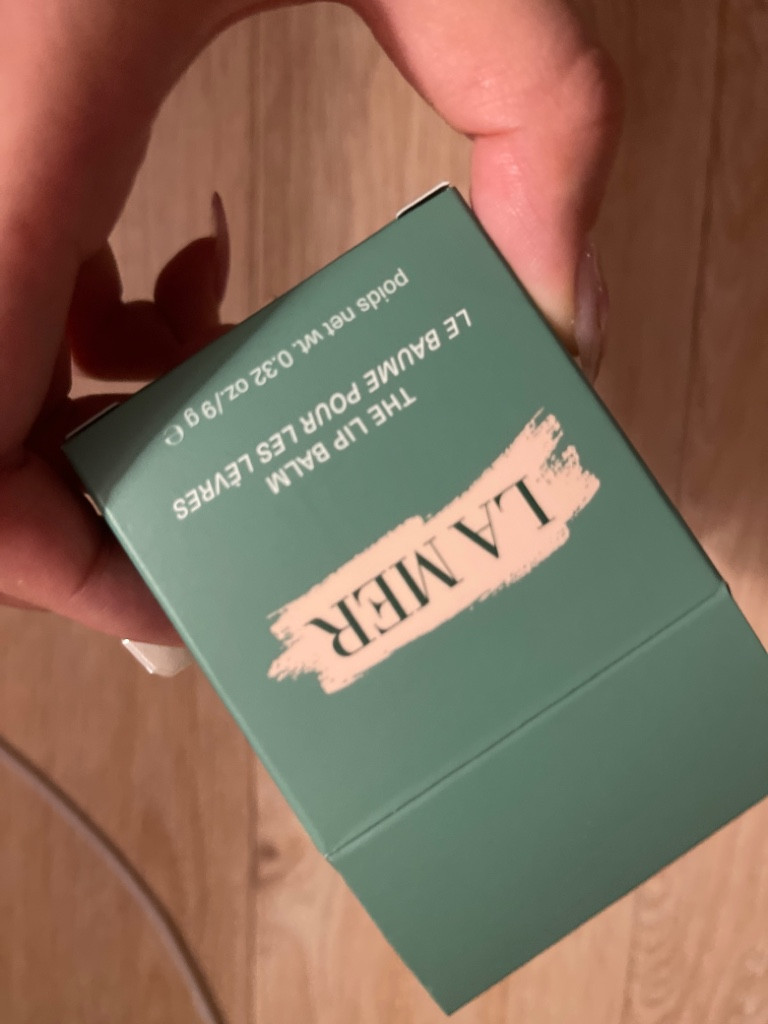 LA MER
THE LIP BALM
LE BAUME POUR LES LÈVRES
poids net wt. 0.32 oz./9 g ℮